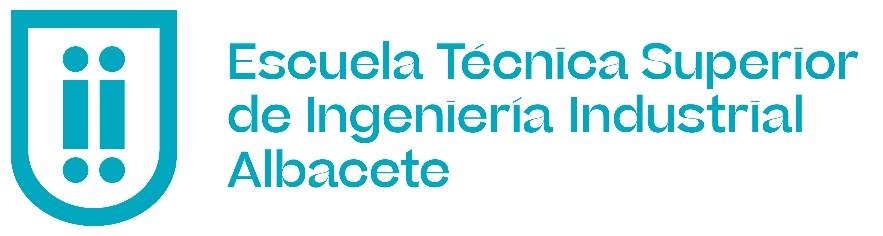 Escuela Técnica Superior
de Ingeniería Industrial
Albacete